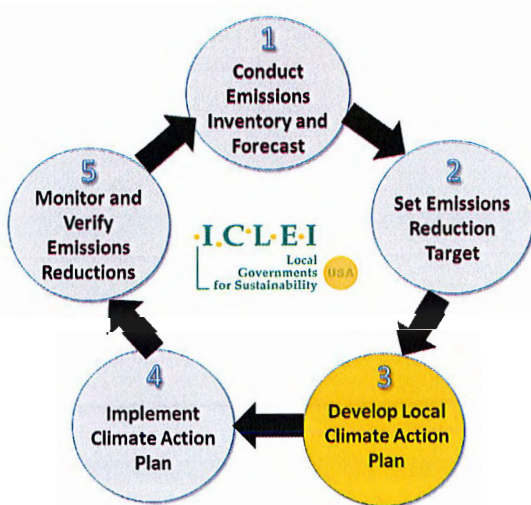 1
Conduct
Emissions
Inventory and
Forecast
2
Set Emissions
Reduction
Target
3
Develop Local
Climate Action
Plan
4
Implement
Climate Action
Plan
5
Monitor and
Verify
Emissions
Reductions
·I·C·L·E·I
Local
Governments
for Sustainability
USA